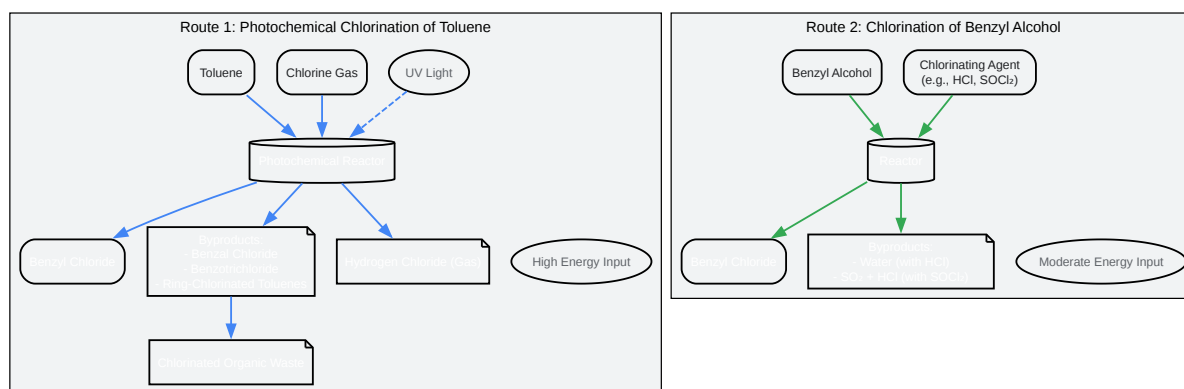 Route 1: Photochemical Chlorination of Toluene
Toluene
Chlorine Gas
UV Light
Photochemical Reactor
Benzyl Chloride
Byproducts:
- Benzal Chloride
- Benzotrichloride
- Ring-Chlorinated Toluenes
Hydrogen Chloride (Gas)
High Energy Input
Chlorinated Organic Waste
Route 2: Chlorination of Benzyl Alcohol
Benzyl Alcohol
Chlorinating Agent
(e.g., HCl, SOCl₂)
Reactor
Benzyl Chloride
Byproducts:
- Water (with HCl)
- SO₂ + HCl (with SOCl₂)
Moderate Energy Input